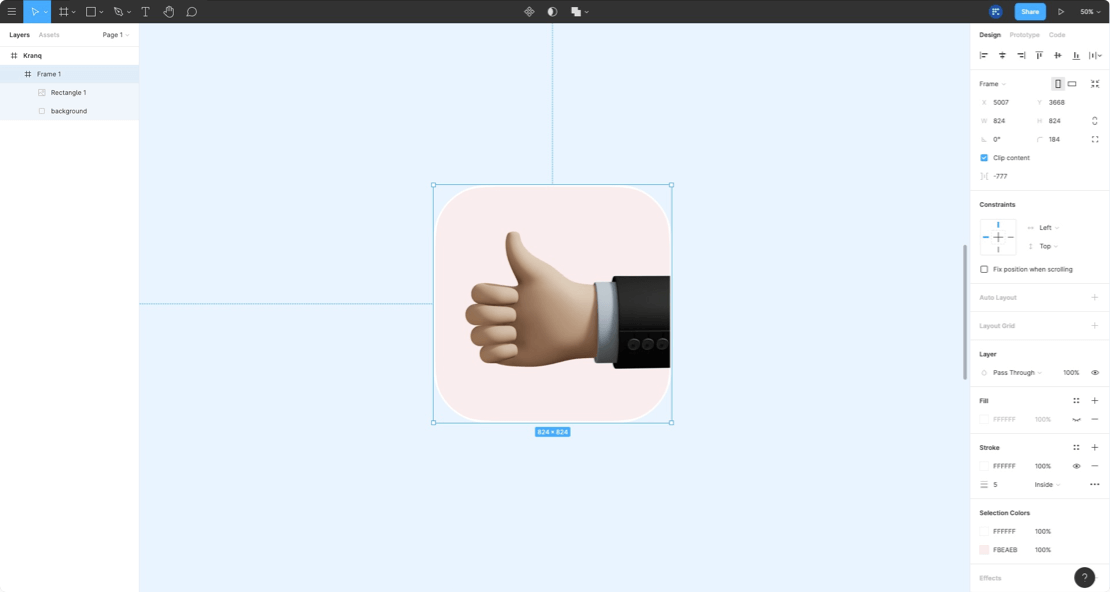 Share
50%
Layers Assets Page 1
Kranq
Frame 1
Rectangle 1
background
824 × 824
Design Prototype Code
Frame
X 5007 Y 3668
W 824 H 824
0° 184
Clip content
-777
Constraints
Left
Top
Fix position when scrolling
Auto Layout
Layout Grid
Layer
Pass Through 100%
Fill
FFFFFF 100%
Stroke
FFFFFF 100%
5 Inside
Selection Colors
FFFFFF 100%
FBEAEB 100%
Effects
?